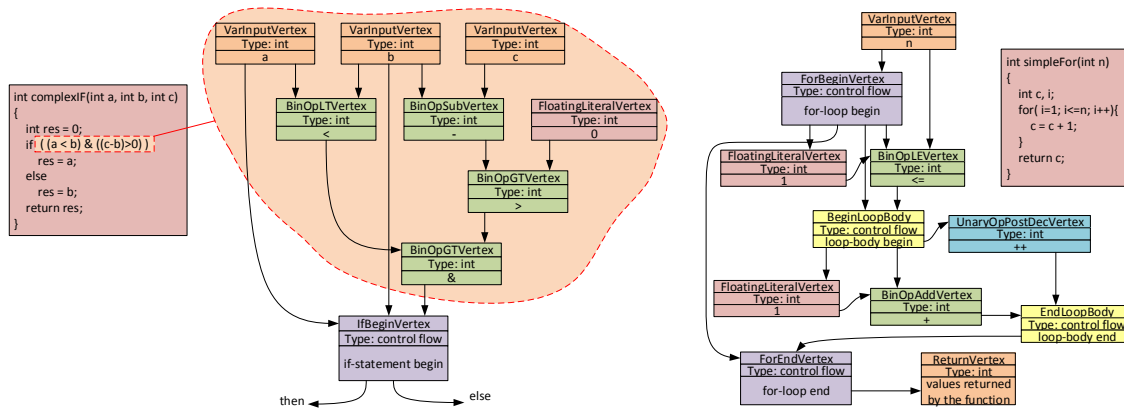 int complexIF(int a, int b, int c)
{
int res = 0;
if ( (a < b) & ((c-b)>0) )
res = a;
else
res = b;
return res;
}
VarInputVertex
Type: int
a
VarInputVertex
Type: int
b
VarInputVertex
Type: int
c
BinOpLTVertex
Type: int
<
BinOpSubVertex
Type: int
-
FloatingLiteralVertex
Type: int
0
BinOpGTVertex
Type: int
>
BinOpGTVertex
Type: int
&
IfBeginVertex
Type: control flow
if-statement begin
then
else
VarInputVertex
Type: int
n
ForBeginVertex
Type: control flow
for-loop begin
FloatingLiteralVertex
Type: int
1
BinOpLEVertex
Type: int
<=
BeginLoopBody
Type: control flow
loop-body begin
UnaryOpPostDecVertex
Type: int
++
FloatingLiteralVertex
Type: int
1
BinOpAddVertex
Type: int
+
EndLoopBody
Type: control flow
loop-body end
ForEndVertex
Type: control flow
for-loop end
ReturnVertex
Type: int
values returned
by the function
int simpleFor(int n)
{
int c, i;
for( i=1; i<=n; i++){
c = c + 1;
}
return c;
}